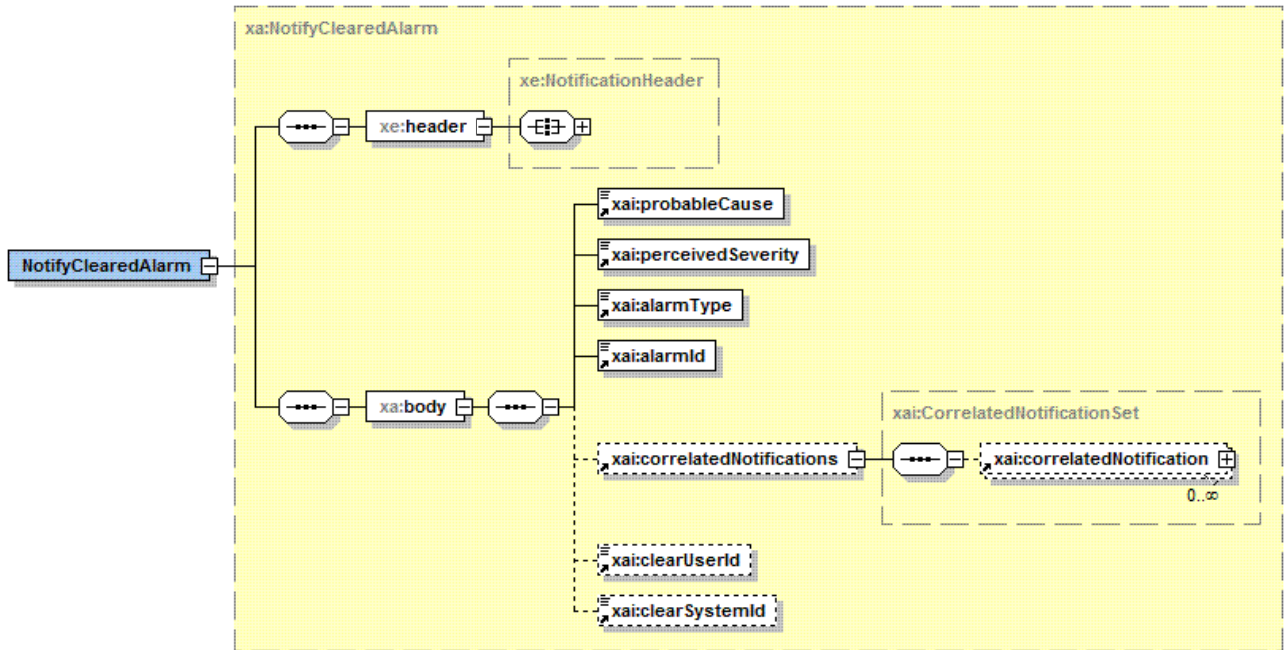 xa:NotifyClearedAlarm
xe:NotificationHeader
xe:header
xai:probableCause
xai:perceivedSeverity
NotifyClearedAlarm
xai:alarmType
xai:alarmId
xa:body
xai:CorrelatedNotificationSet
xai:correlatedNotifications
xai:correlatedNotification
0..∞
xai:clearUserId
xai:clearSystemId